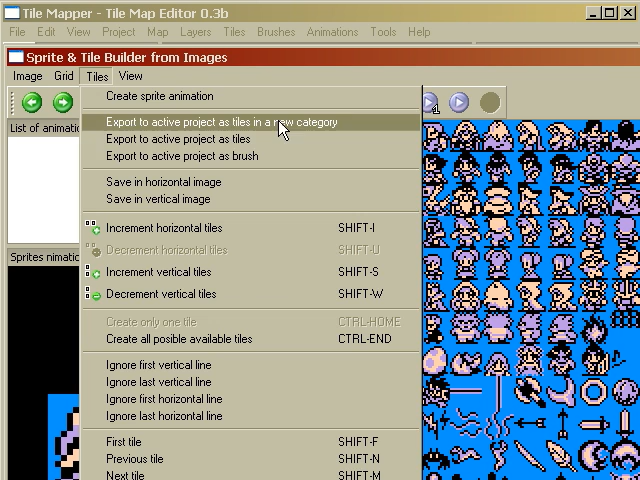 Tile Mapper - Tile Map Editor 0.3b
File Edit View Project Map Layers Tiles Brushes Animations Tools Help
Sprite & Tile Builder from Images
Image Grid Tiles View
Create sprite animation
List of animatio
Export to active project as tiles in a new category
Export to active project as tiles
Export to active project as brush
Save in horizontal image
Save in vertical image
Increment horizontal tiles SHIFT-I
Decrement horizontal tiles SHIFT-U
Sprites nimatic
Increment vertical tiles SHIFT-S
Decrement vertical tiles SHIFT-W
Create only one tile CTRL-HOME
Create all posible available tiles CTRL-END
Ignore first vertical line
Ignore last vertical line
Ignore first horizontal line
Ignore last horizontal line
First tile SHIFT-F
Previous tile SHIFT-N
Next tile SHIFT-M